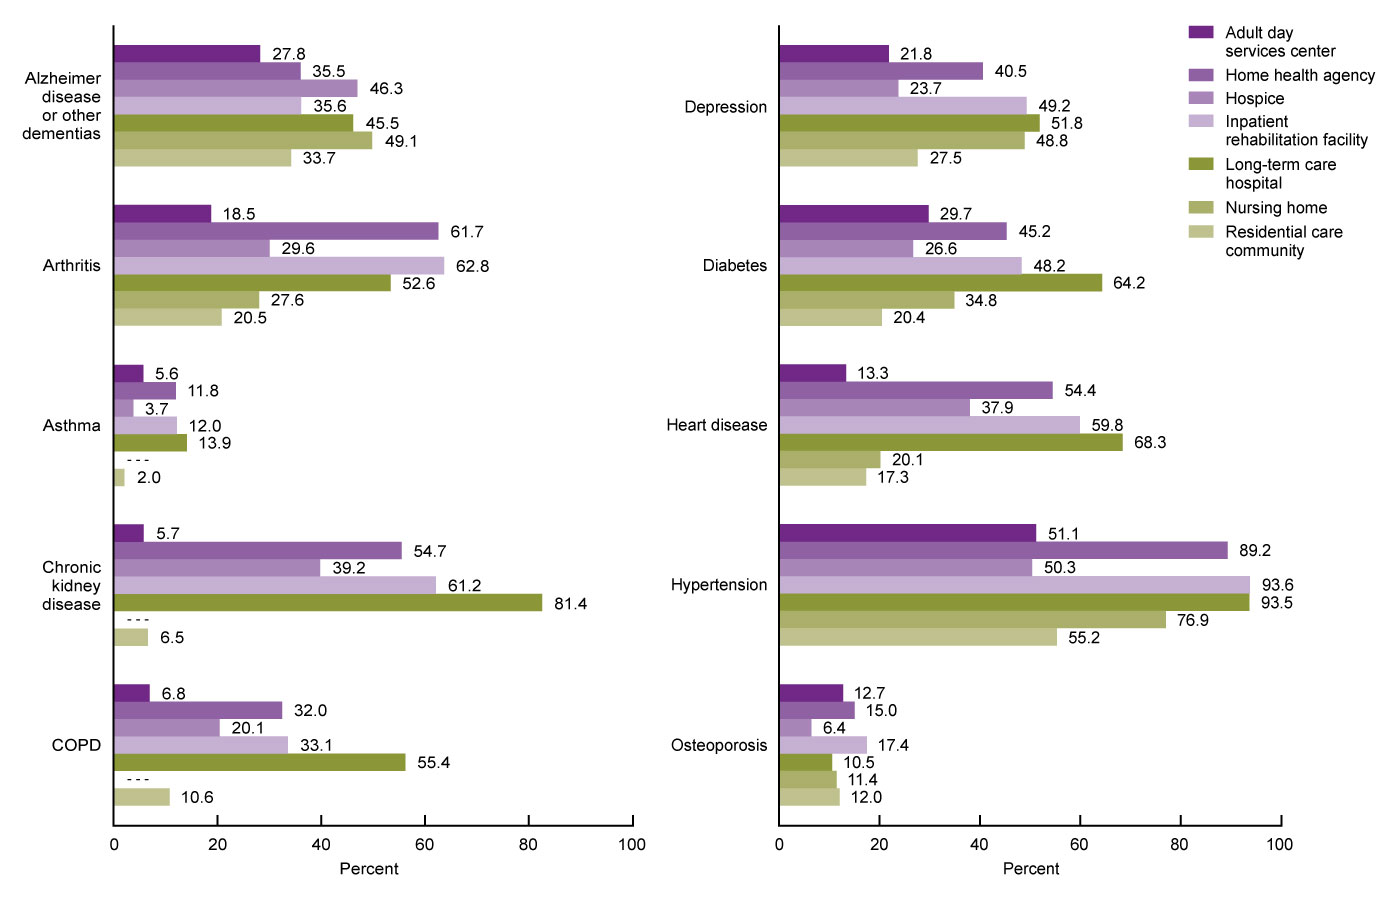 Alzheimer
disease
or other
dementias
27.8
35.5
46.3
35.6
45.5
49.1
33.7
Arthritis
18.5
61.7
29.6
62.8
52.6
27.6
20.5
Asthma
5.6
11.8
3.7
12.0
13.9
---
2.0
Chronic
kidney
disease
5.7
54.7
39.2
61.2
81.4
---
6.5
COPD
6.8
32.0
20.1
33.1
55.4
---
10.6
0 20 40 60 80 100
Percent
Depression
21.8
40.5
23.7
49.2
51.8
48.8
27.5
Diabetes
29.7
45.2
26.6
48.2
64.2
34.8
20.4
Heart disease
13.3
54.4
37.9
59.8
68.3
20.1
17.3
Hypertension
51.1
89.2
50.3
93.6
93.5
76.9
55.2
Osteoporosis
12.7
15.0
6.4
17.4
10.5
11.4
12.0
0 20 40 60 80 100
Percent
Adult day
services center
Home health agency
Hospice
Inpatient
rehabilitation facility
Long-term care
hospital
Nursing home
Residential care
community